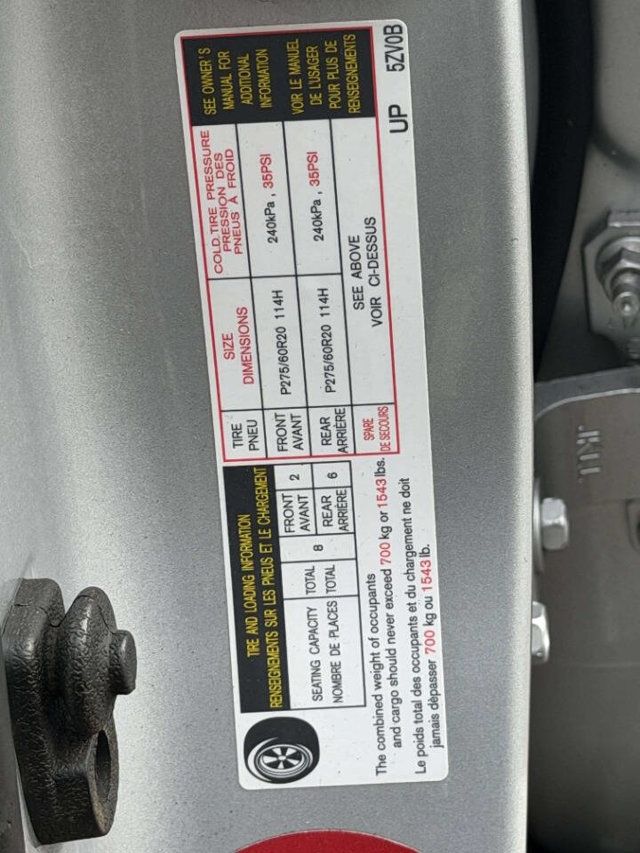 TIRE AND LOADING INFORMATION
RENSEIGNEMENTS SUR LES PNEUS ET LE CHARGEMENT
SEATING CAPACITY TOTAL 8 FRONT 2 REAR 6
NOMBRE DE PLACES TOTAL AVANT ARRIÈRE
The combined weight of occupants
and cargo should never exceed 700 kg or 1543 lbs.
Le poids total des occupants et du chargement ne doit
jamais dépasser 700 kg ou 1543 lb.
TIRE SIZE COLD TIRE PRESSURE
PNEU DIMENSIONS PRESSION DES
PNEUS À FROID
FRONT P275/60R20 114H 240kPa , 35PSI
AVANT
REAR P275/60R20 114H 240kPa , 35PSI
ARRIÈRE
SPARE SEE ABOVE
DE SECOURS VOIR CI-DESSUS
SEE OWNER'S
MANUAL FOR
ADDITIONAL
INFORMATION
VOIR LE MANUEL
DE L'USAGER
POUR PLUS DE
RENSEIGNEMENTS
UP 5ZV0B
JKTL